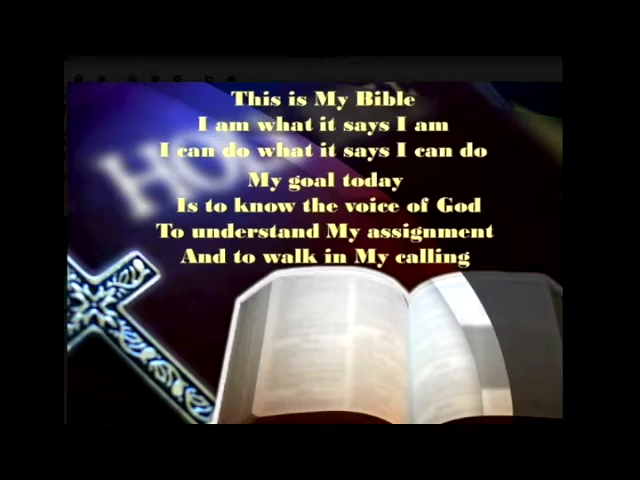 This is My Bible
I am what it says I am
I can do what it says I can do
My goal today
Is to know the voice of God
To understand My assignment
And to walk in My calling